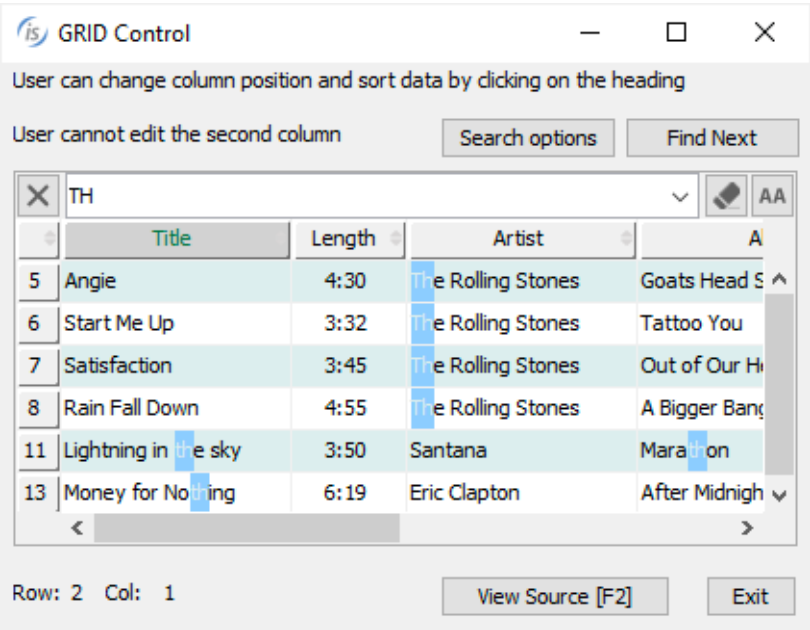 is GRID Control
User can change column position and sort data by clicking on the heading
User cannot edit the second column Search options Find Next
TH AA
Title Length Artist Al
5 Angie 4:30 The Rolling Stones Goats Head S
6 Start Me Up 3:32 The Rolling Stones Tattoo You
7 Satisfaction 3:45 The Rolling Stones Out of Our He
8 Rain Fall Down 4:55 The Rolling Stones A Bigger Bang
11 Lightning in the sky 3:50 Santana Marathon
13 Money for Nothing 6:19 Eric Clapton After Midnigh
Row: 2 Col: 1 View Source [F2] Exit